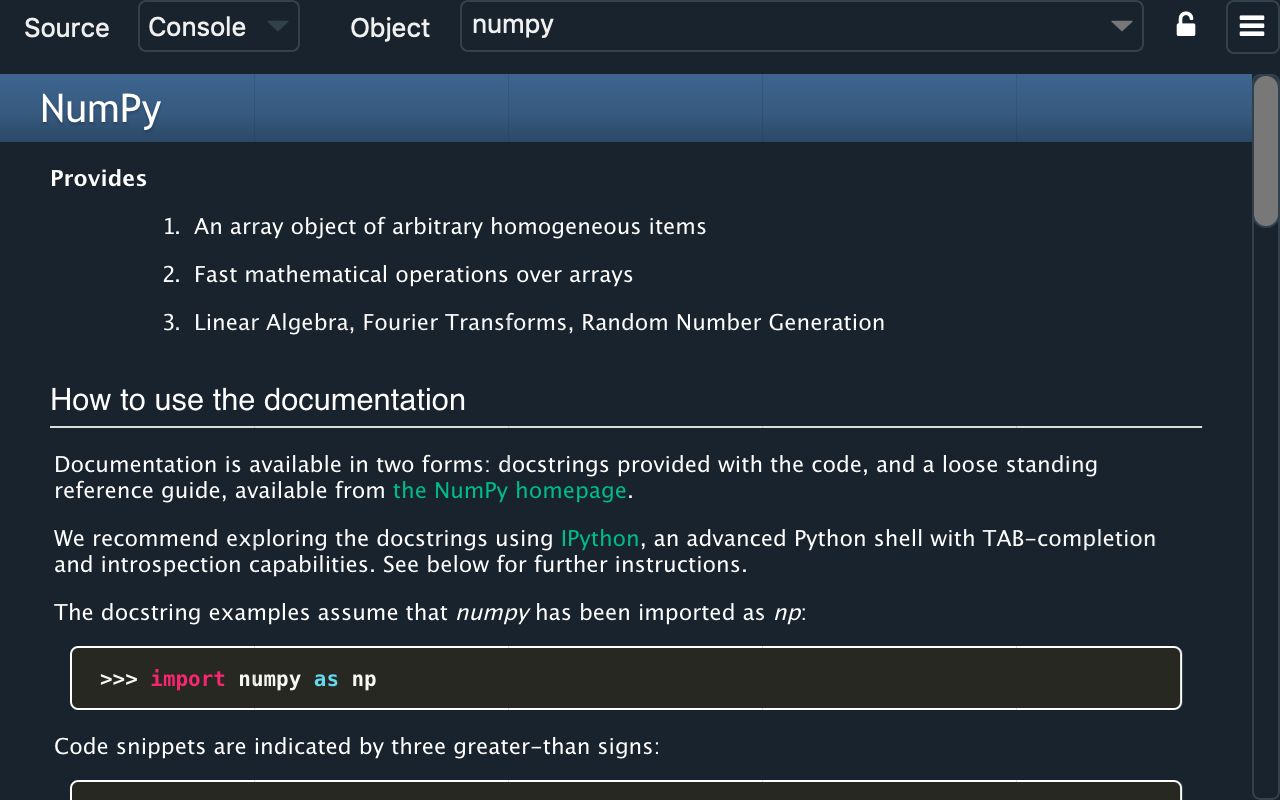 Source Console Object numpy
NumPy
Provides
1. An array object of arbitrary homogeneous items
2. Fast mathematical operations over arrays
3. Linear Algebra, Fourier Transforms, Random Number Generation
How to use the documentation
Documentation is available in two forms: docstrings provided with the code, and a loose standing
reference guide, available from the NumPy homepage.
We recommend exploring the docstrings using IPython, an advanced Python shell with TAB-completion
and introspection capabilities. See below for further instructions.
The docstring examples assume that numpy has been imported as np:
>>> import numpy as np
Code snippets are indicated by three greater-than signs: